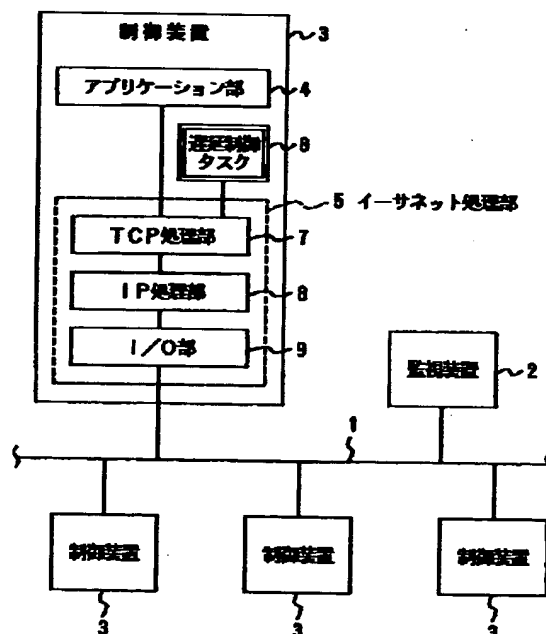 制御装置 3
アプリケーション部 4
遅延制御 6
タスク
5 イーサネット処理部
TCP処理部 7
IP処理部 8
I/O部 9
監視装置 2
1
制御装置 制御装置 制御装置
3 3 3